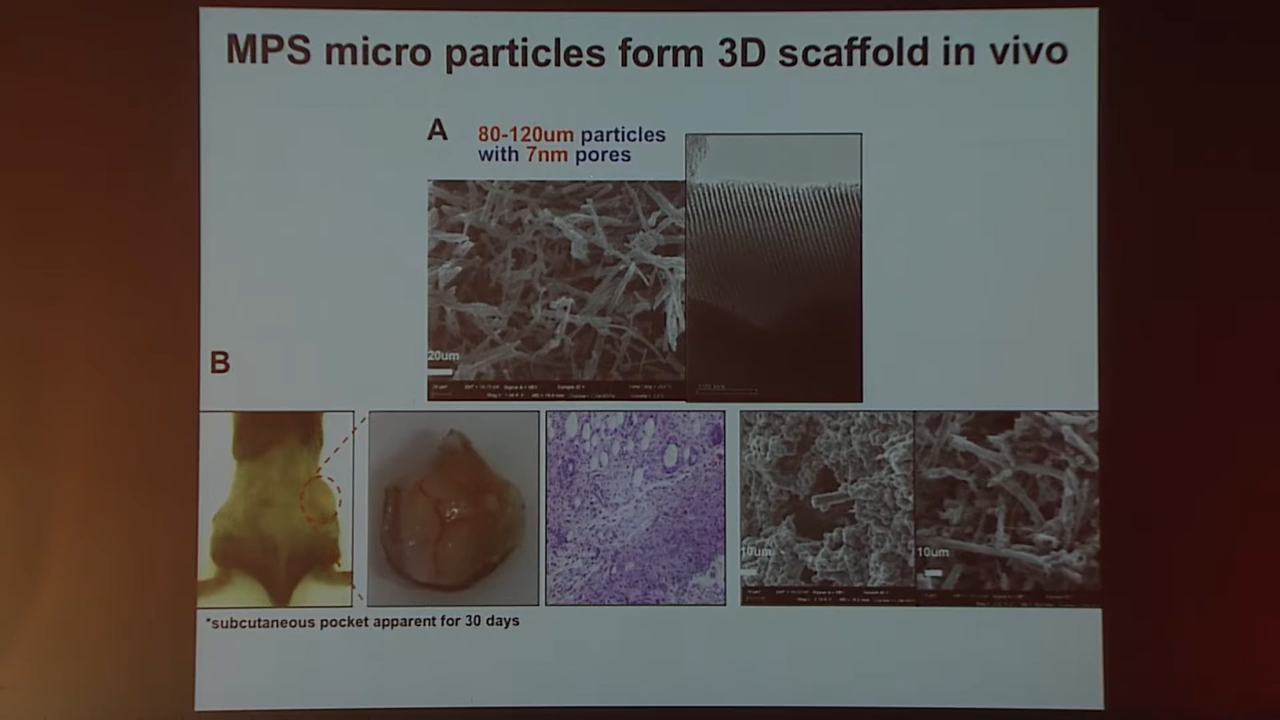 MPS micro particles form 3D scaffold in vivo
A
80-120um particles
with 7nm pores
20um
B
10um
10um
*subcutaneous pocket apparent for 30 days